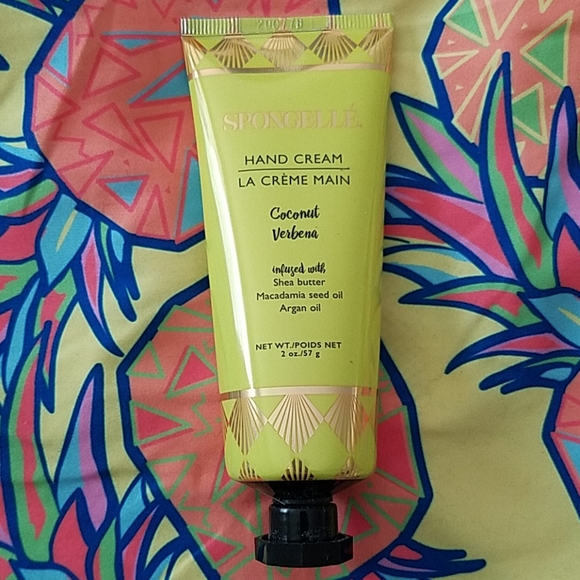 SPONGELLÉ.
HAND CREAM
LA CRÈME MAIN
Coconut
Verbena
infused with
Shea butter
Macadamia seed oil
Argan oil
NET WT./POIDS NET
2 oz./57 g